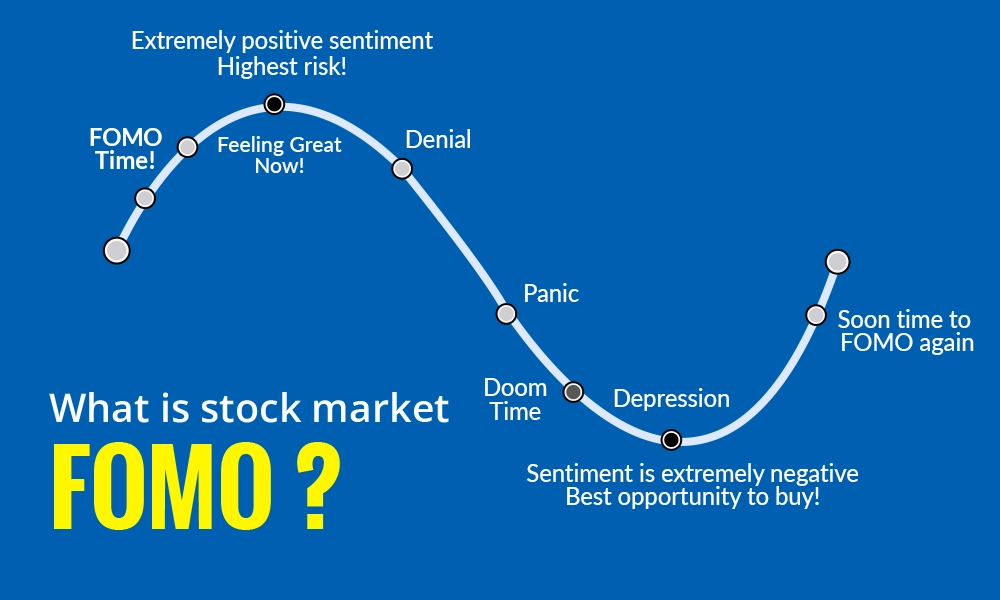 Extremely positive sentiment
Highest risk!
FOMO
Time!
Feeling Great
Now!
Denial
Panic
Doom
Time
Depression
Sentiment is extremely negative
Best opportunity to buy!
Soon time to
FOMO again
What is stock market
FOMO ?